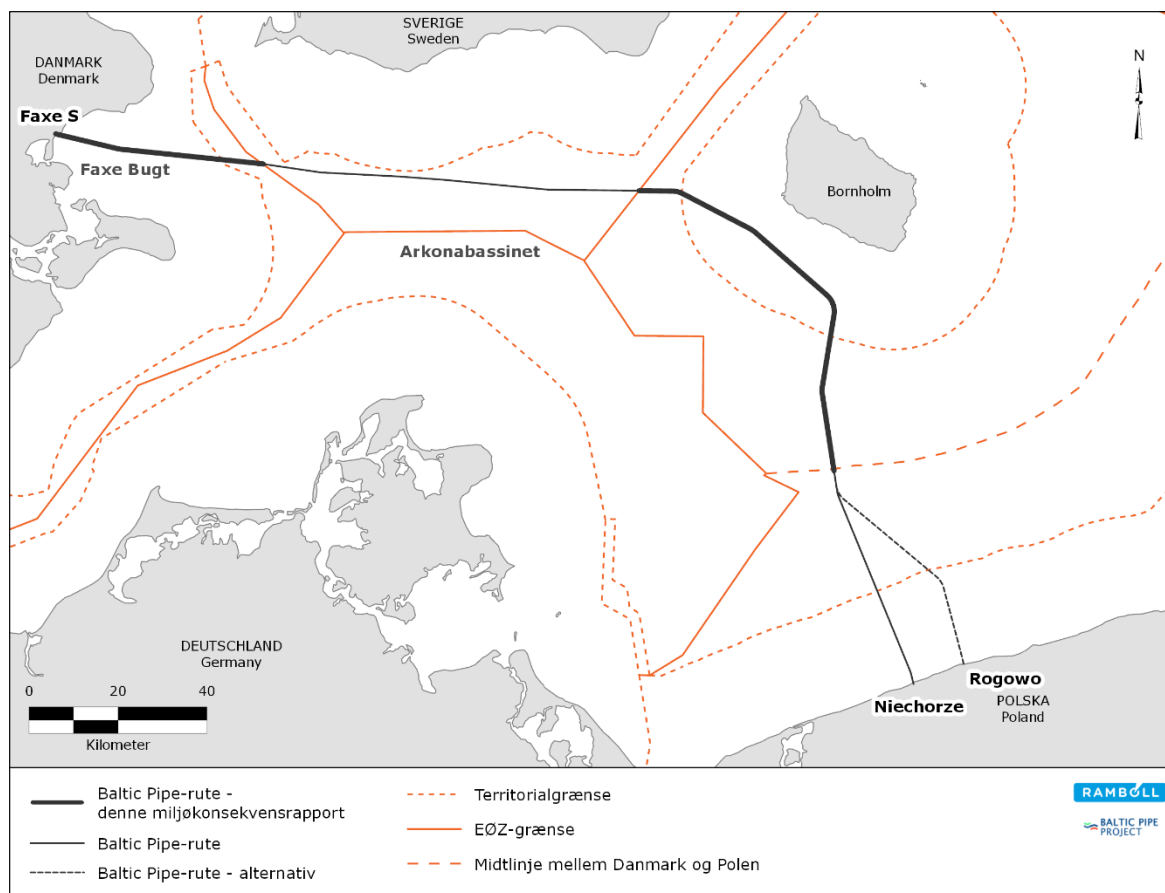 SVERIGE
Sweden
DANMARK
Denmark
N
Faxe S
Faxe Bugt
Bornholm
Arkonabassinet
DEUTSCHLAND
Germany
Rogowo
Niechorze
POLSKA
Poland
0 20 40
Kilometer
Baltic Pipe-rute -
denne miljøkonsekvensrapport
Baltic Pipe-rute
Baltic Pipe-rute - alternativ
Territorialgrænse
EØZ-grænse
Midtlinje mellem Danmark og Polen
RAMBOLL
BALTIC PIPE
PROJECT